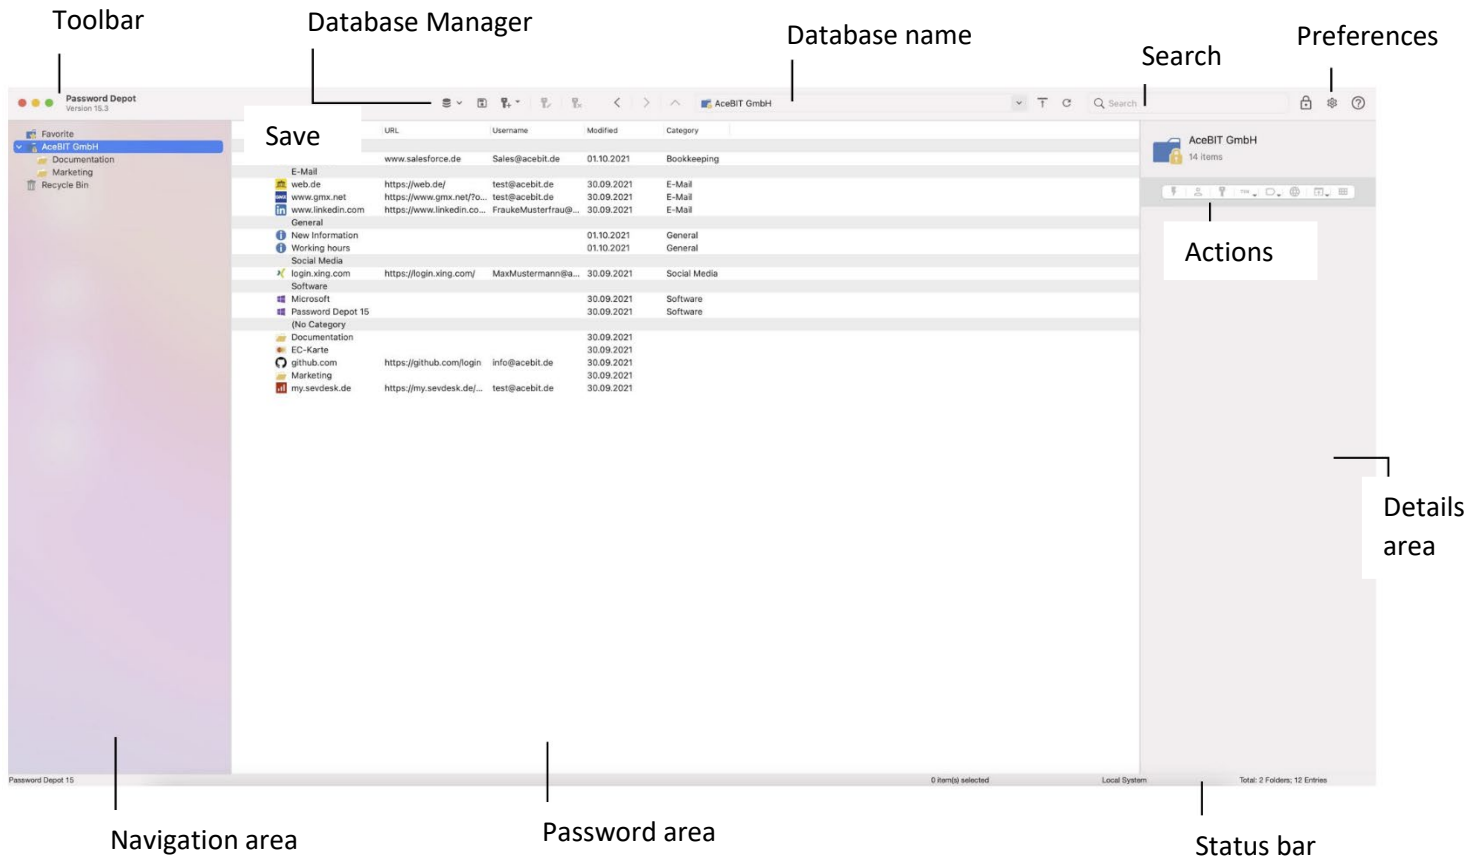 Toolbar
Database Manager
Database name
Search
Preferences
Password Depot
Version 15.3
AceBIT GmbH
Search
Save
Favorite
AceBIT GmbH
Documentation
Marketing
Recycle Bin
URL Username Modified Category
www.salesforce.de Sales@acebit.de 01.10.2021 Bookkeeping
E-Mail
web.de https://web.de/ test@acebit.de 30.09.2021 E-Mail
www.gmx.net https://www.gmx.net/?o... test@acebit.de 30.09.2021 E-Mail
www.linkedin.com https://www.linkedin.co... FraukeMusterfrau@... 30.09.2021 E-Mail
General
New Information 01.10.2021 General
Working hours 01.10.2021 General
Social Media
login.xing.com https://login.xing.com/ MaxMustermann@a... 30.09.2021 Social Media
Software
Microsoft 30.09.2021 Software
Password Depot 15 30.09.2021 Software
(No Category
Documentation 30.09.2021
EC-Karte 30.09.2021
github.com https://github.com/login info@acebit.de 30.09.2021
Marketing 30.09.2021
my.sevdesk.de https://my.sevdesk.de/... test@acebit.de 30.09.2021
AceBIT GmbH
14 items
Actions
Details
area
Password Depot 15 0 item(s) selected Local System Total: 2 Folders; 12 Entries
Navigation area
Password area
Status bar